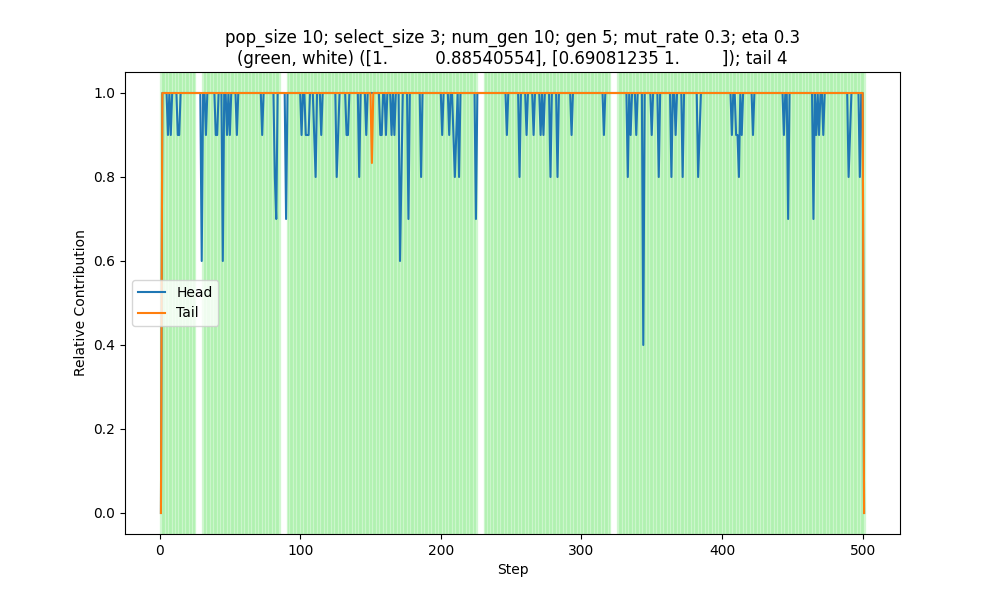 pop_size 10; select_size 3; num_gen 10; gen 5; mut_rate 0.3; eta 0.3
(green, white) ([1. 0.88540554], [0.69081235 1. ]); tail 4
Relative Contribution
1.0
0.8
0.6
0.4
0.2
0.0
Head
Tail
0 100 200 300 400 500
Step